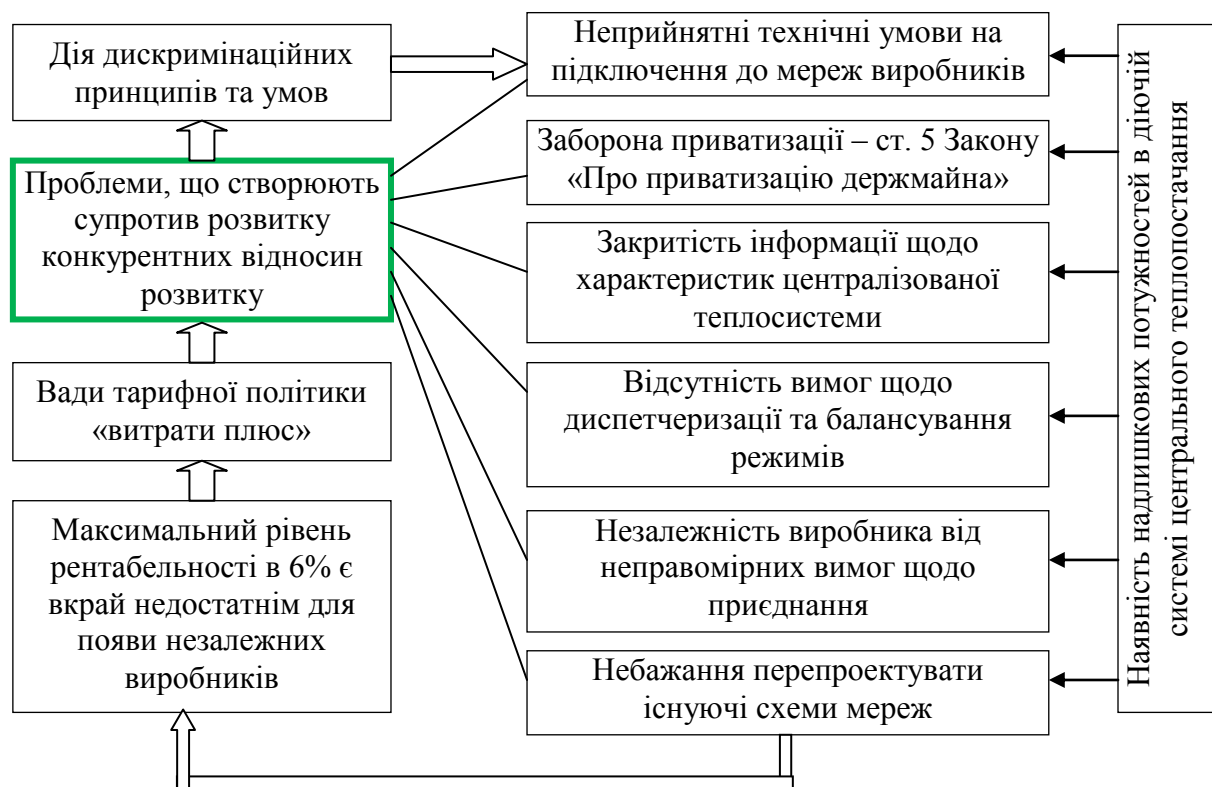 Дія дискримінаційних
принципів та умов
Проблеми, що створюють
супротив розвитку
конкурентних відносин
розвитку
Вади тарифної політики
«витрати плюс»
Максимальний рівень
рентабельності в 6% є
вкрай недостатнім для
появи незалежних
виробників
Неприйнятні технічні умови на
підключення до мереж виробників
Заборона приватизації – ст. 5 Закону
«Про приватизацію держмайна»
Закритість інформації щодо
характеристик централізованої
теплосистеми
Відсутність вимог щодо
диспетчеризації та балансування
режимів
Незалежність виробника від
неправомірних вимог щодо
приєднання
Небажання перепроектувати
існуючі схеми мереж
Наявність надлишкових потужностей в діючій
системі центрального теплопостачання